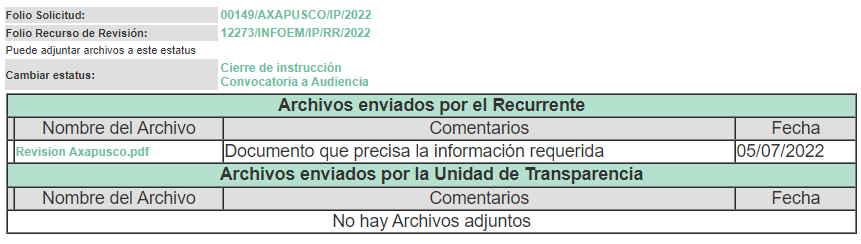 Folio Solicitud: 00149/AXAPUSCO/IP/2022
Folio Recurso de Revisión: 12273/INFOEM/IP/RR/2022
Puede adjuntar archivos a este estatus
Cambiar estatus: Cierre de instrucción
Convocatoria a Audiencia
Archivos enviados por el Recurrente
Nombre del Archivo Comentarios Fecha
Revision Axapusco.pdf Documento que precisa la información requerida 05/07/2022
Archivos enviados por la Unidad de Transparencia
Nombre del Archivo Comentarios Fecha
No hay Archivos adjuntos